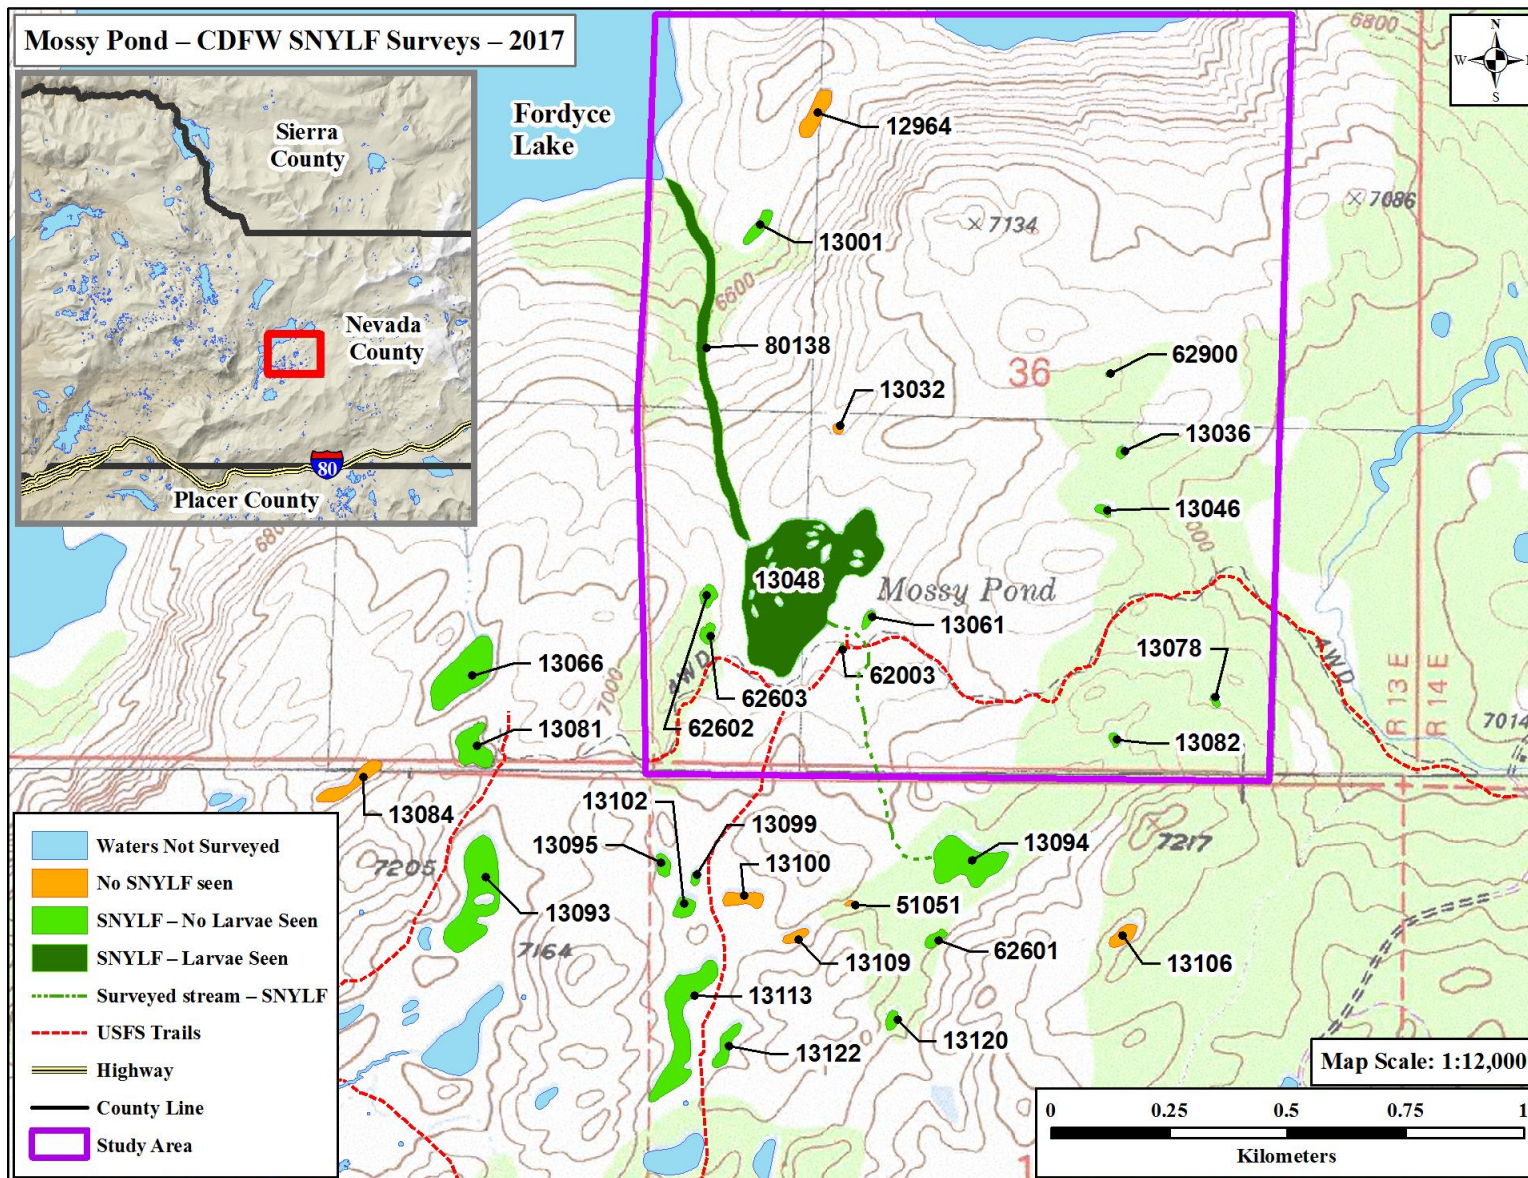 Mossy Pond – CDFW SNYLF Surveys – 2017
N
W
S
Sierra
County
Nevada
County
80
Placer County
Fordyce
Lake
6800
12964
13001
7134
7086
6600
80138
62900
36
13032
13036
13046
7000
6800
13048
Mossy Pond
13061
13066
4WD
62003
13078
4WD
R13E
R14E
7000
62603
62602
13081
13082
7014
13084
13102
13099
13095
13100
13094
7217
7205
13093
51051
7164
13109
62601
13106
13113
13122
13120
Waters Not Surveyed
No SNYLF seen
SNYLF – No Larvae Seen
SNYLF – Larvae Seen
Surveyed stream – SNYLF
USFS Trails
Highway
County Line
Study Area
Map Scale: 1:12,000
0 0.25 0.5 0.75 1
Kilometers